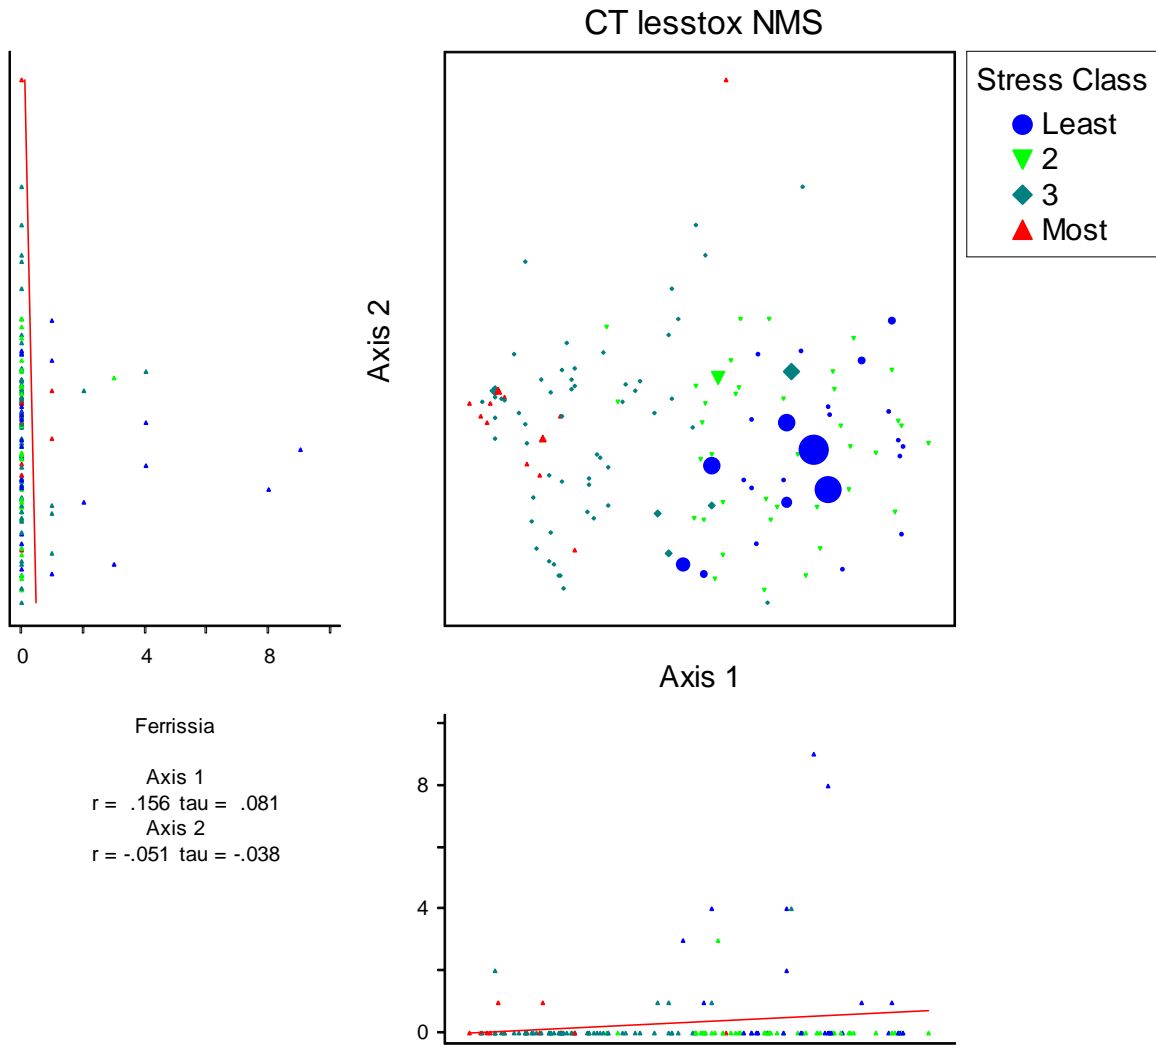 CT lesstox NMS
Stress Class
Least
2
3
Most
Axis 2
0 4 8
Axis 1
Ferrissia
Axis 1
r = .156 tau = .081
Axis 2
r = -.051 tau = -.038
8
4
0